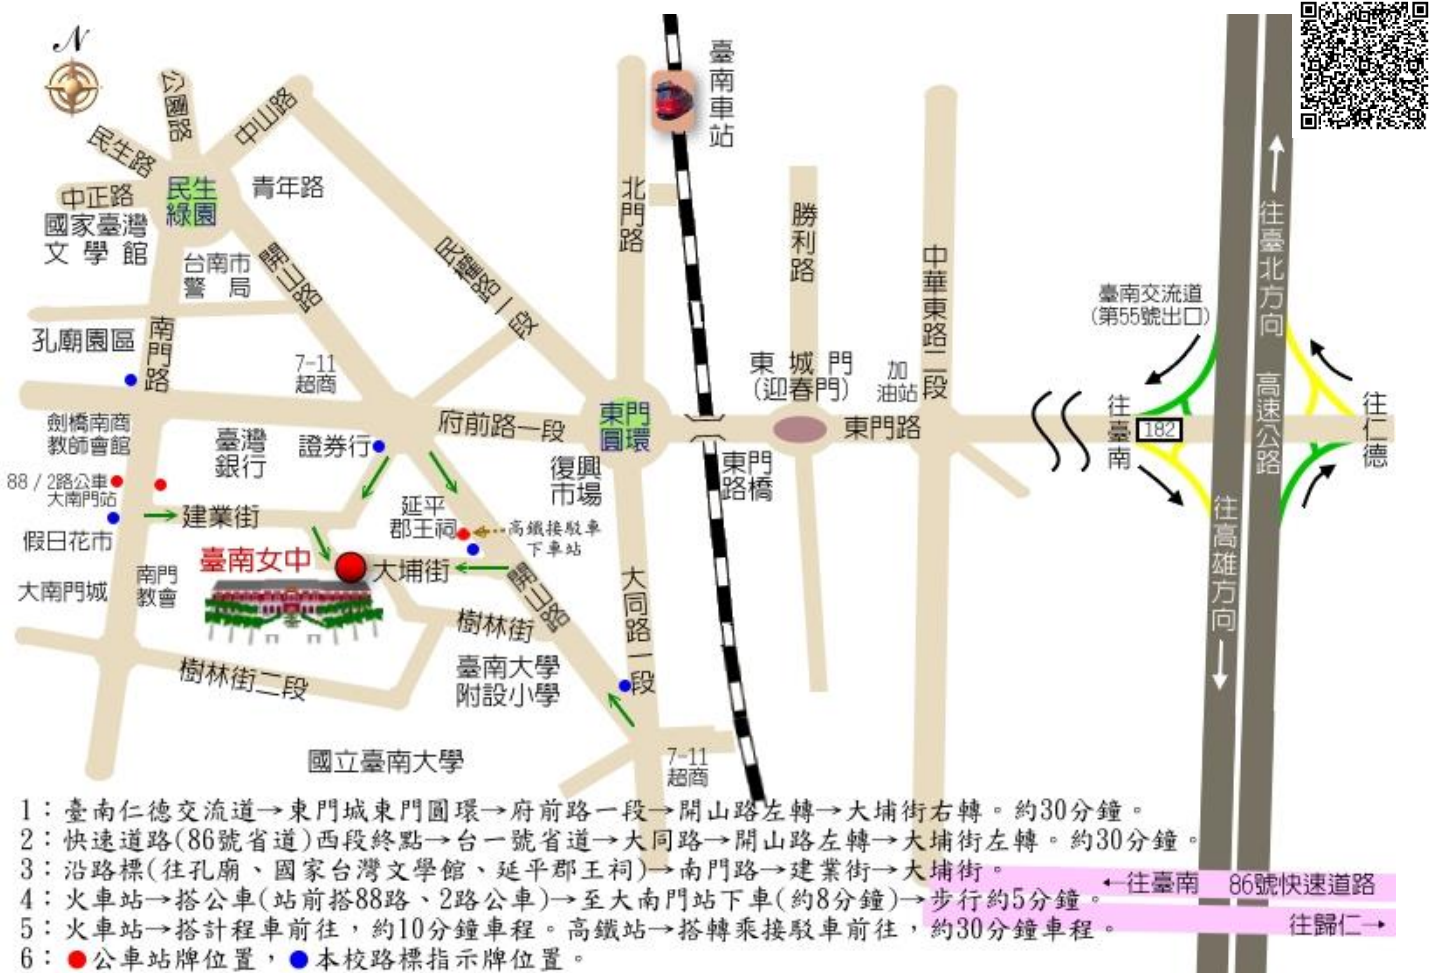 N
臺南車站
公園路
中山路
民生路
中正路
民生
綠園
青年路
國家臺灣
文學館
台南市
警局
開山路
民權路一段
北門路
勝利路
中華東路二段
往臺北方向
臺南交流道
(第55號出口)
孔廟園區
南門路
7-11
超商
東城門
(迎春門)
加
油站
高速公路
劍橋南商
教師會館
臺灣
銀行
證券行
府前路一段
東門
圓環
東門路
往臺南
182
往仁德
復興
市場
東門
路橋
88 / 2路公車
大南門站
建業街
延平
郡王祠
高鐵接駁車
下車站
往高雄方向
假日花市
臺南女中
大埔街
大南門城
南門
教會
開山路
大同路一段
樹林街
樹林街二段
臺南大學
附設小學
國立臺南大學
7-11
超商
1：臺南仁德交流道→東門城東門圓環→府前路一段→開山路左轉→大埔街右轉。約30分鐘。
2：快速道路(86號省道)西段終點→台一號省道→大同路→開山路左轉→大埔街左轉。約30分鐘。
3：沿路標(往孔廟、國家台灣文學館、延平郡王祠)→南門路→建業街→大埔街。
←往臺南 86號快速道路
4：火車站→搭公車(站前搭88路、2路公車)→至大南門站下車(約8分鐘)→步行約5分鐘。
往歸仁→
5：火車站→搭計程車前往，約10分鐘車程。高鐵站→搭轉乘接駁車前往，約30分鐘車程。
6：●公車站牌位置，●本校路標指示牌位置。